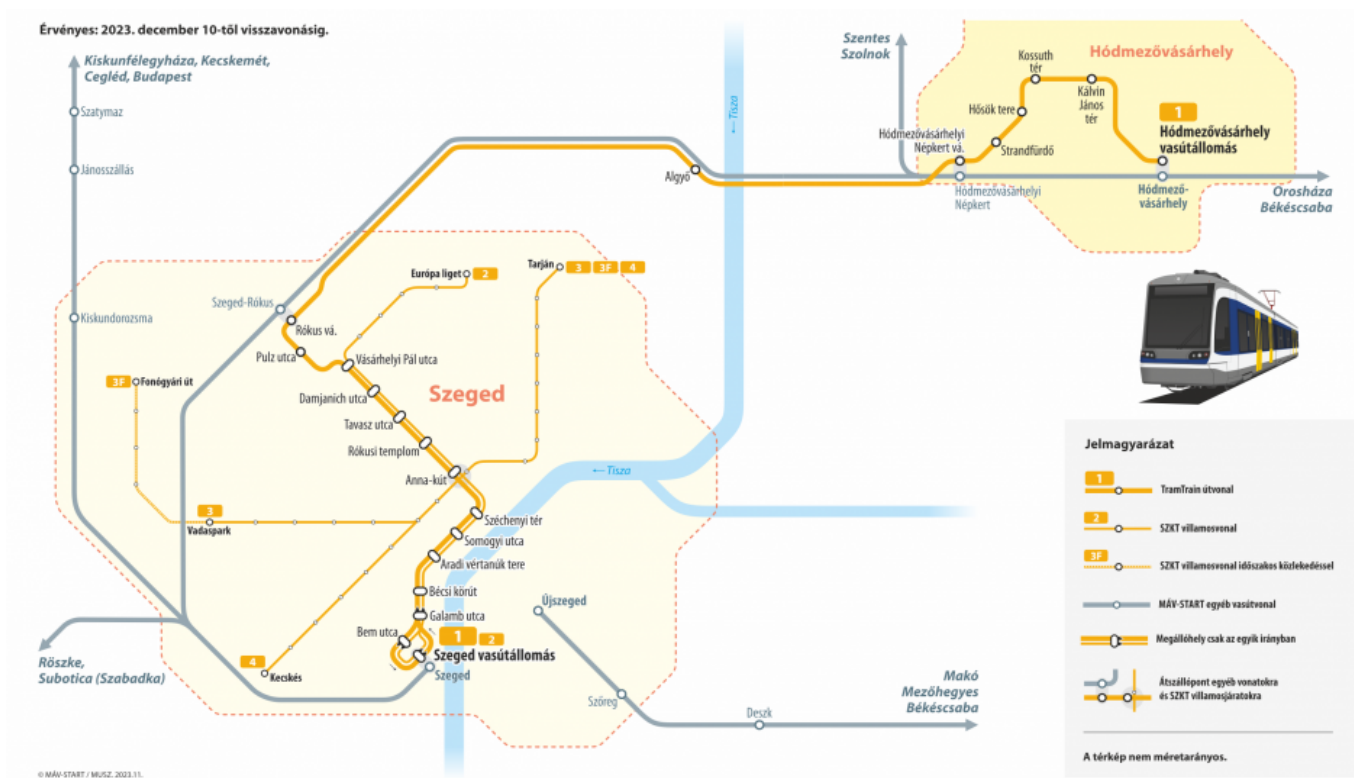 Érvényes: 2023. december 10-től visszavonásig.
Kiskunfélegyháza, Kecskemét,
Cegléd, Budapest
Szatymaz
Jánosszállás
Kiskundorozsma
Szentes
Szolnok
Hódmezővásárhely
Kossuth
tér
Kálvin
János
tér
Hősök tere
Strandfürdő
Hódmezővásárhelyi
Népkert vá.
1
Hódmezővásárhely
vasútállomás
Hódmezővásárhelyi
Népkert
Hódmező-
vásárhely
Orosháza
Békéscsaba
←Tisza
Algyő
Európa liget
2
Tarján
3 3F 4
Szeged-Rókus
Rókus vá.
Pulz utca
Vásárhelyi Pál utca
3F
Fonógyári út
Damjanich utca
Szeged
Tavasz utca
Rókusi templom
Anna-kút
←Tisza
3
Vadaspark
Széchenyi tér
Somogyi utca
Aradi vértanúk tere
Bécsi körút
Galamb utca
Bem utca
1 2
Szeged vasútállomás
Szeged
4
Kecskés
Újszeged
Szőreg
Deszk
Röszke,
Subotica (Szabadka)
Makó
Mezőhegyes
Békéscsaba
Jelmagyarázat
1
TramTrain útvonal
2
SZKT villamosvonal
3F
SZKT villamosvonal időszakos közlekedéssel
MÁV-START egyéb vasútvonal
Megállóhely csak az egyik irányban
Átszállópont egyéb vonatokra
és SZKT villamosjáratokra
A térkép nem méretarányos.
© MÁV-START / MUSZ. 2023.11.